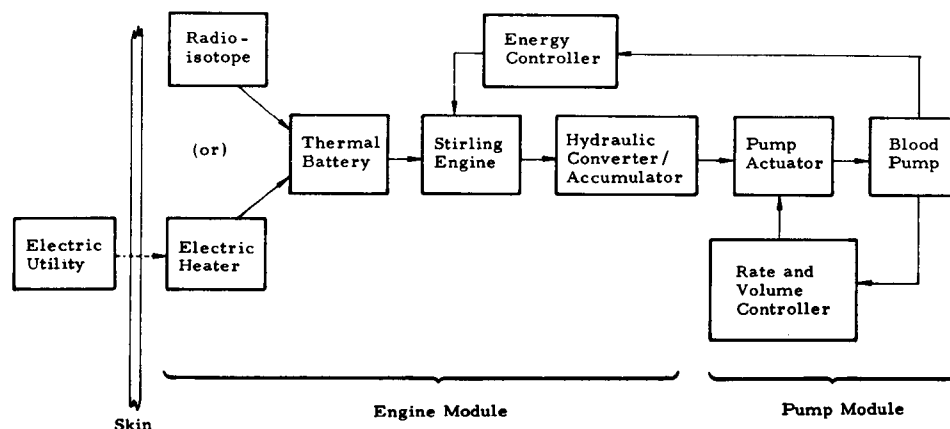 Radio-
isotope
Energy
Controller
(or)
Thermal
Battery
Stirling
Engine
Hydraulic
Converter/
Accumulator
Pump
Actuator
Blood
Pump
Electric
Utility
Electric
Heater
Rate and
Volume
Controller
Engine Module
Pump Module
Skin